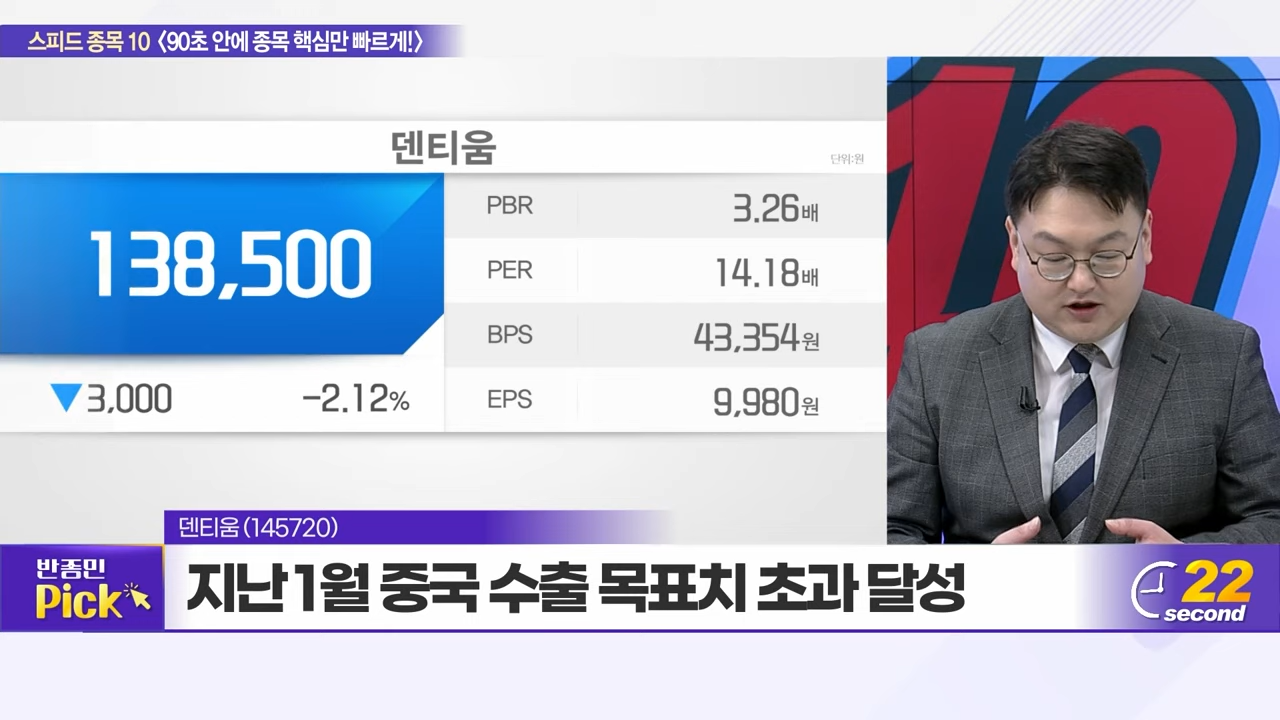 스피드 종목 10 〈90초 안에 종목 핵심만 빠르게!〉
덴티움
단위:원
138,500
▼3,000 -2.12%
PBR 3.26배
PER 14.18배
BPS 43,354원
EPS 9,980원
10
덴티움(145720)
반종민
Pick
지난 1월 중국 수출 목표치 초과 달성
22
second